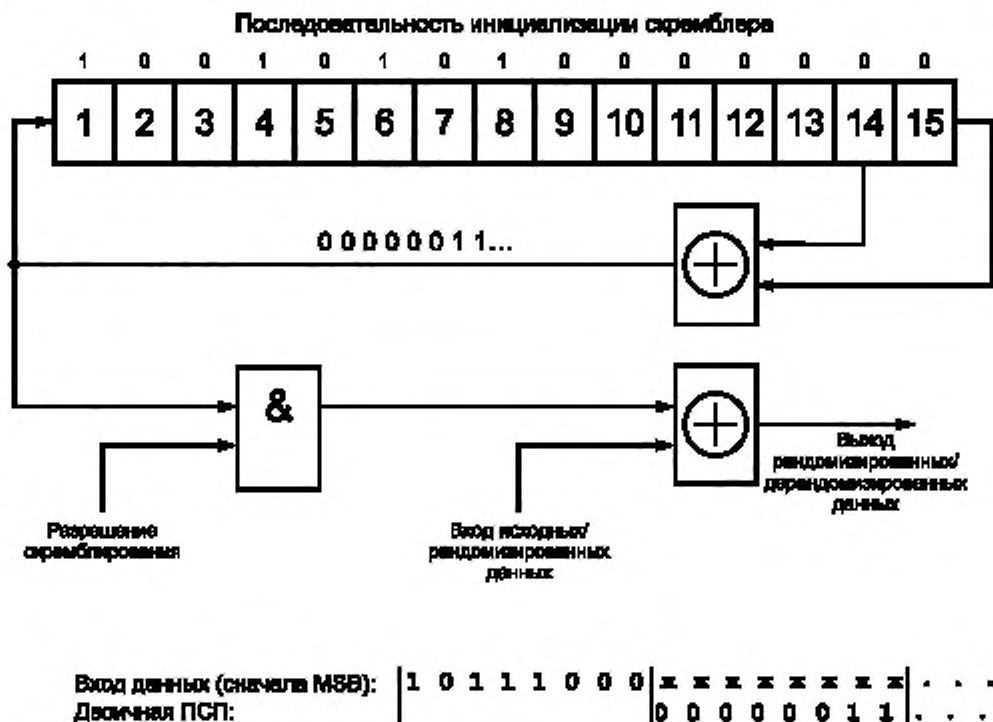 Последовательность инициализации скремблера
1 0 0 1 0 1 0 1 0 0 0 0 0 0 0
1 2 3 4 5 6 7 8 9 10 11 12 13 14 15
0 0 0 0 0 0 1 1...
&
Разрешение
скремблирования
Вход исходных/
рандомизированных
данных
Выход
рандомизированных/
дерандомизированных
данных
Вход данных (сначала MSB): 1 0 1 1 1 0 0 0 x x x x x x x x . . . .
Двоичная ПСП: 0 0 0 0 0 0 1 1 . . . .